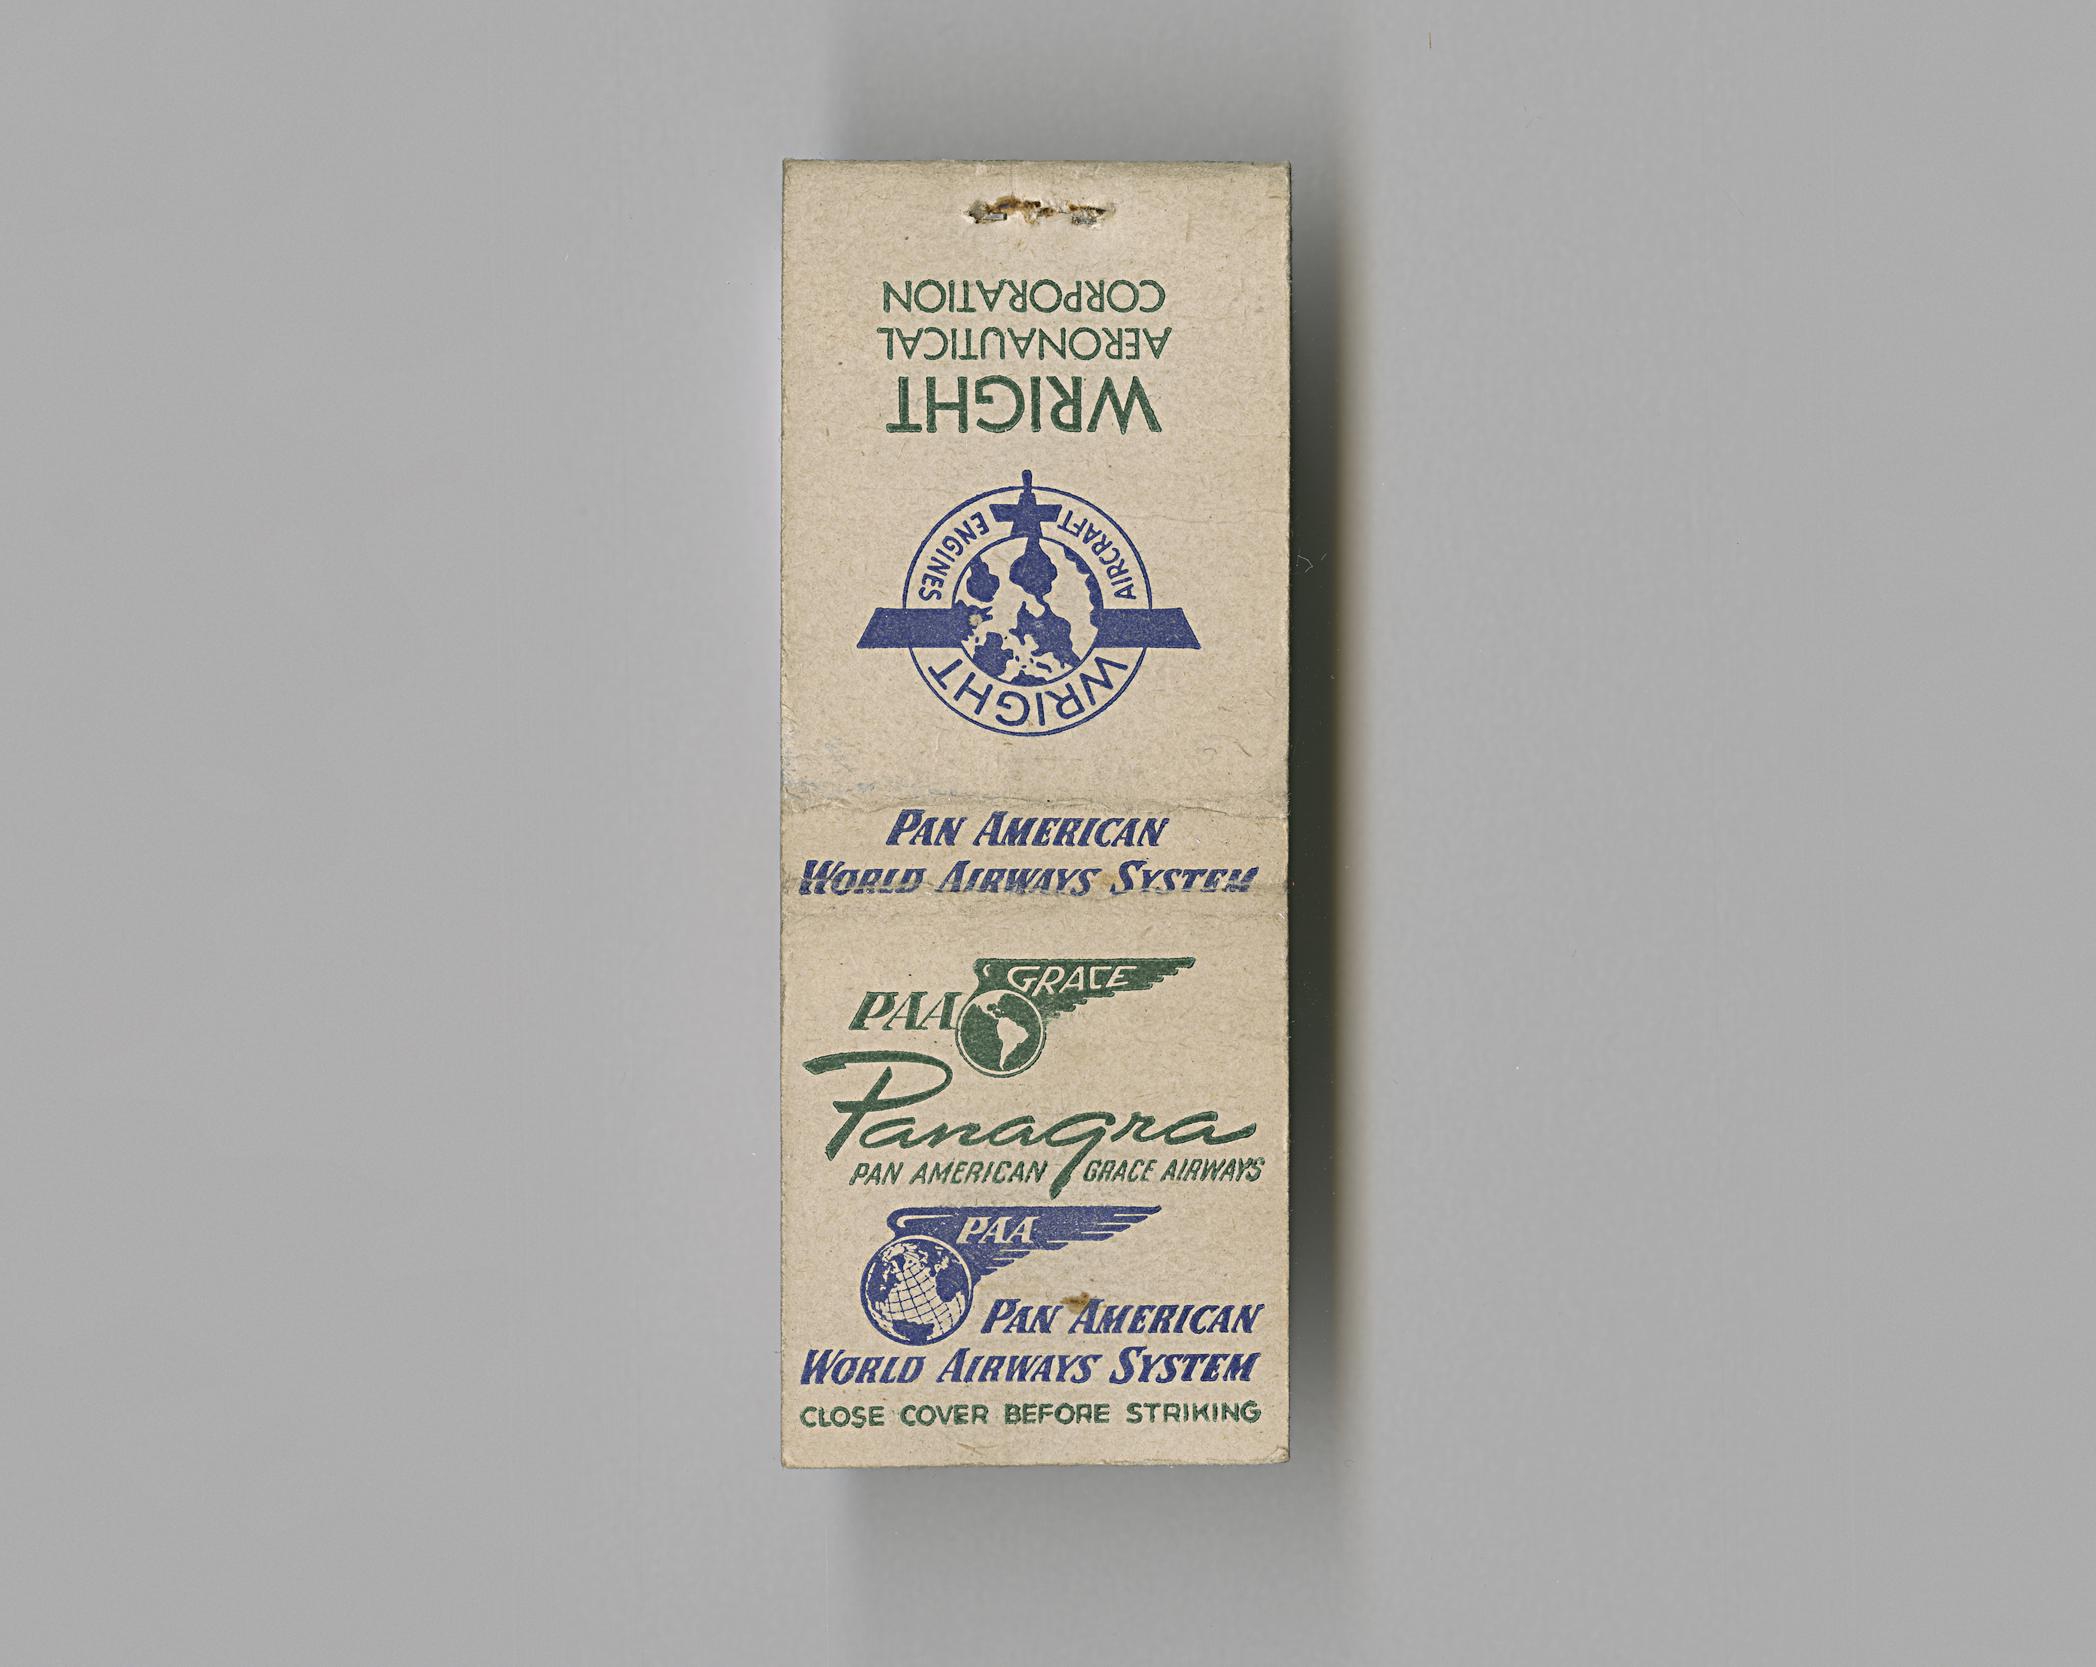 WRIGHT
AERONAUTICAL
CORPORATION
WRIGHT
AIRCRAFT ENGINES
PAN AMERICAN
WORLD AIRWAYS SYSTEM
GRACE
PAA
Panagra
PAN AMERICAN GRACE AIRWAYS
PAA
PAN AMERICAN
WORLD AIRWAYS SYSTEM
CLOSE COVER BEFORE STRIKING